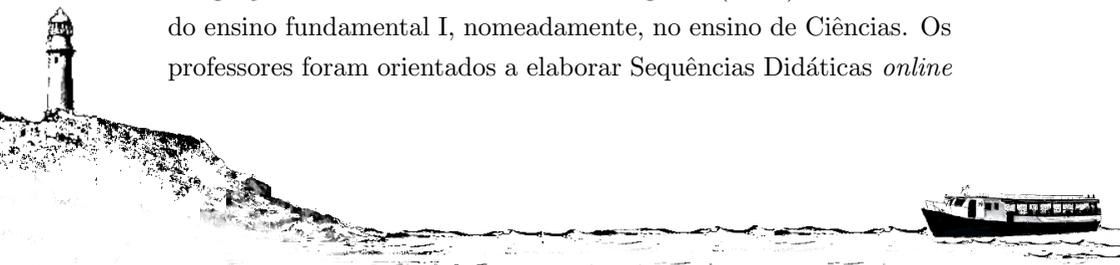 do ensino fundamental I, nomeadamente, no ensino de Ciências. Os
professores foram orientados a elaborar Sequências Didáticas online